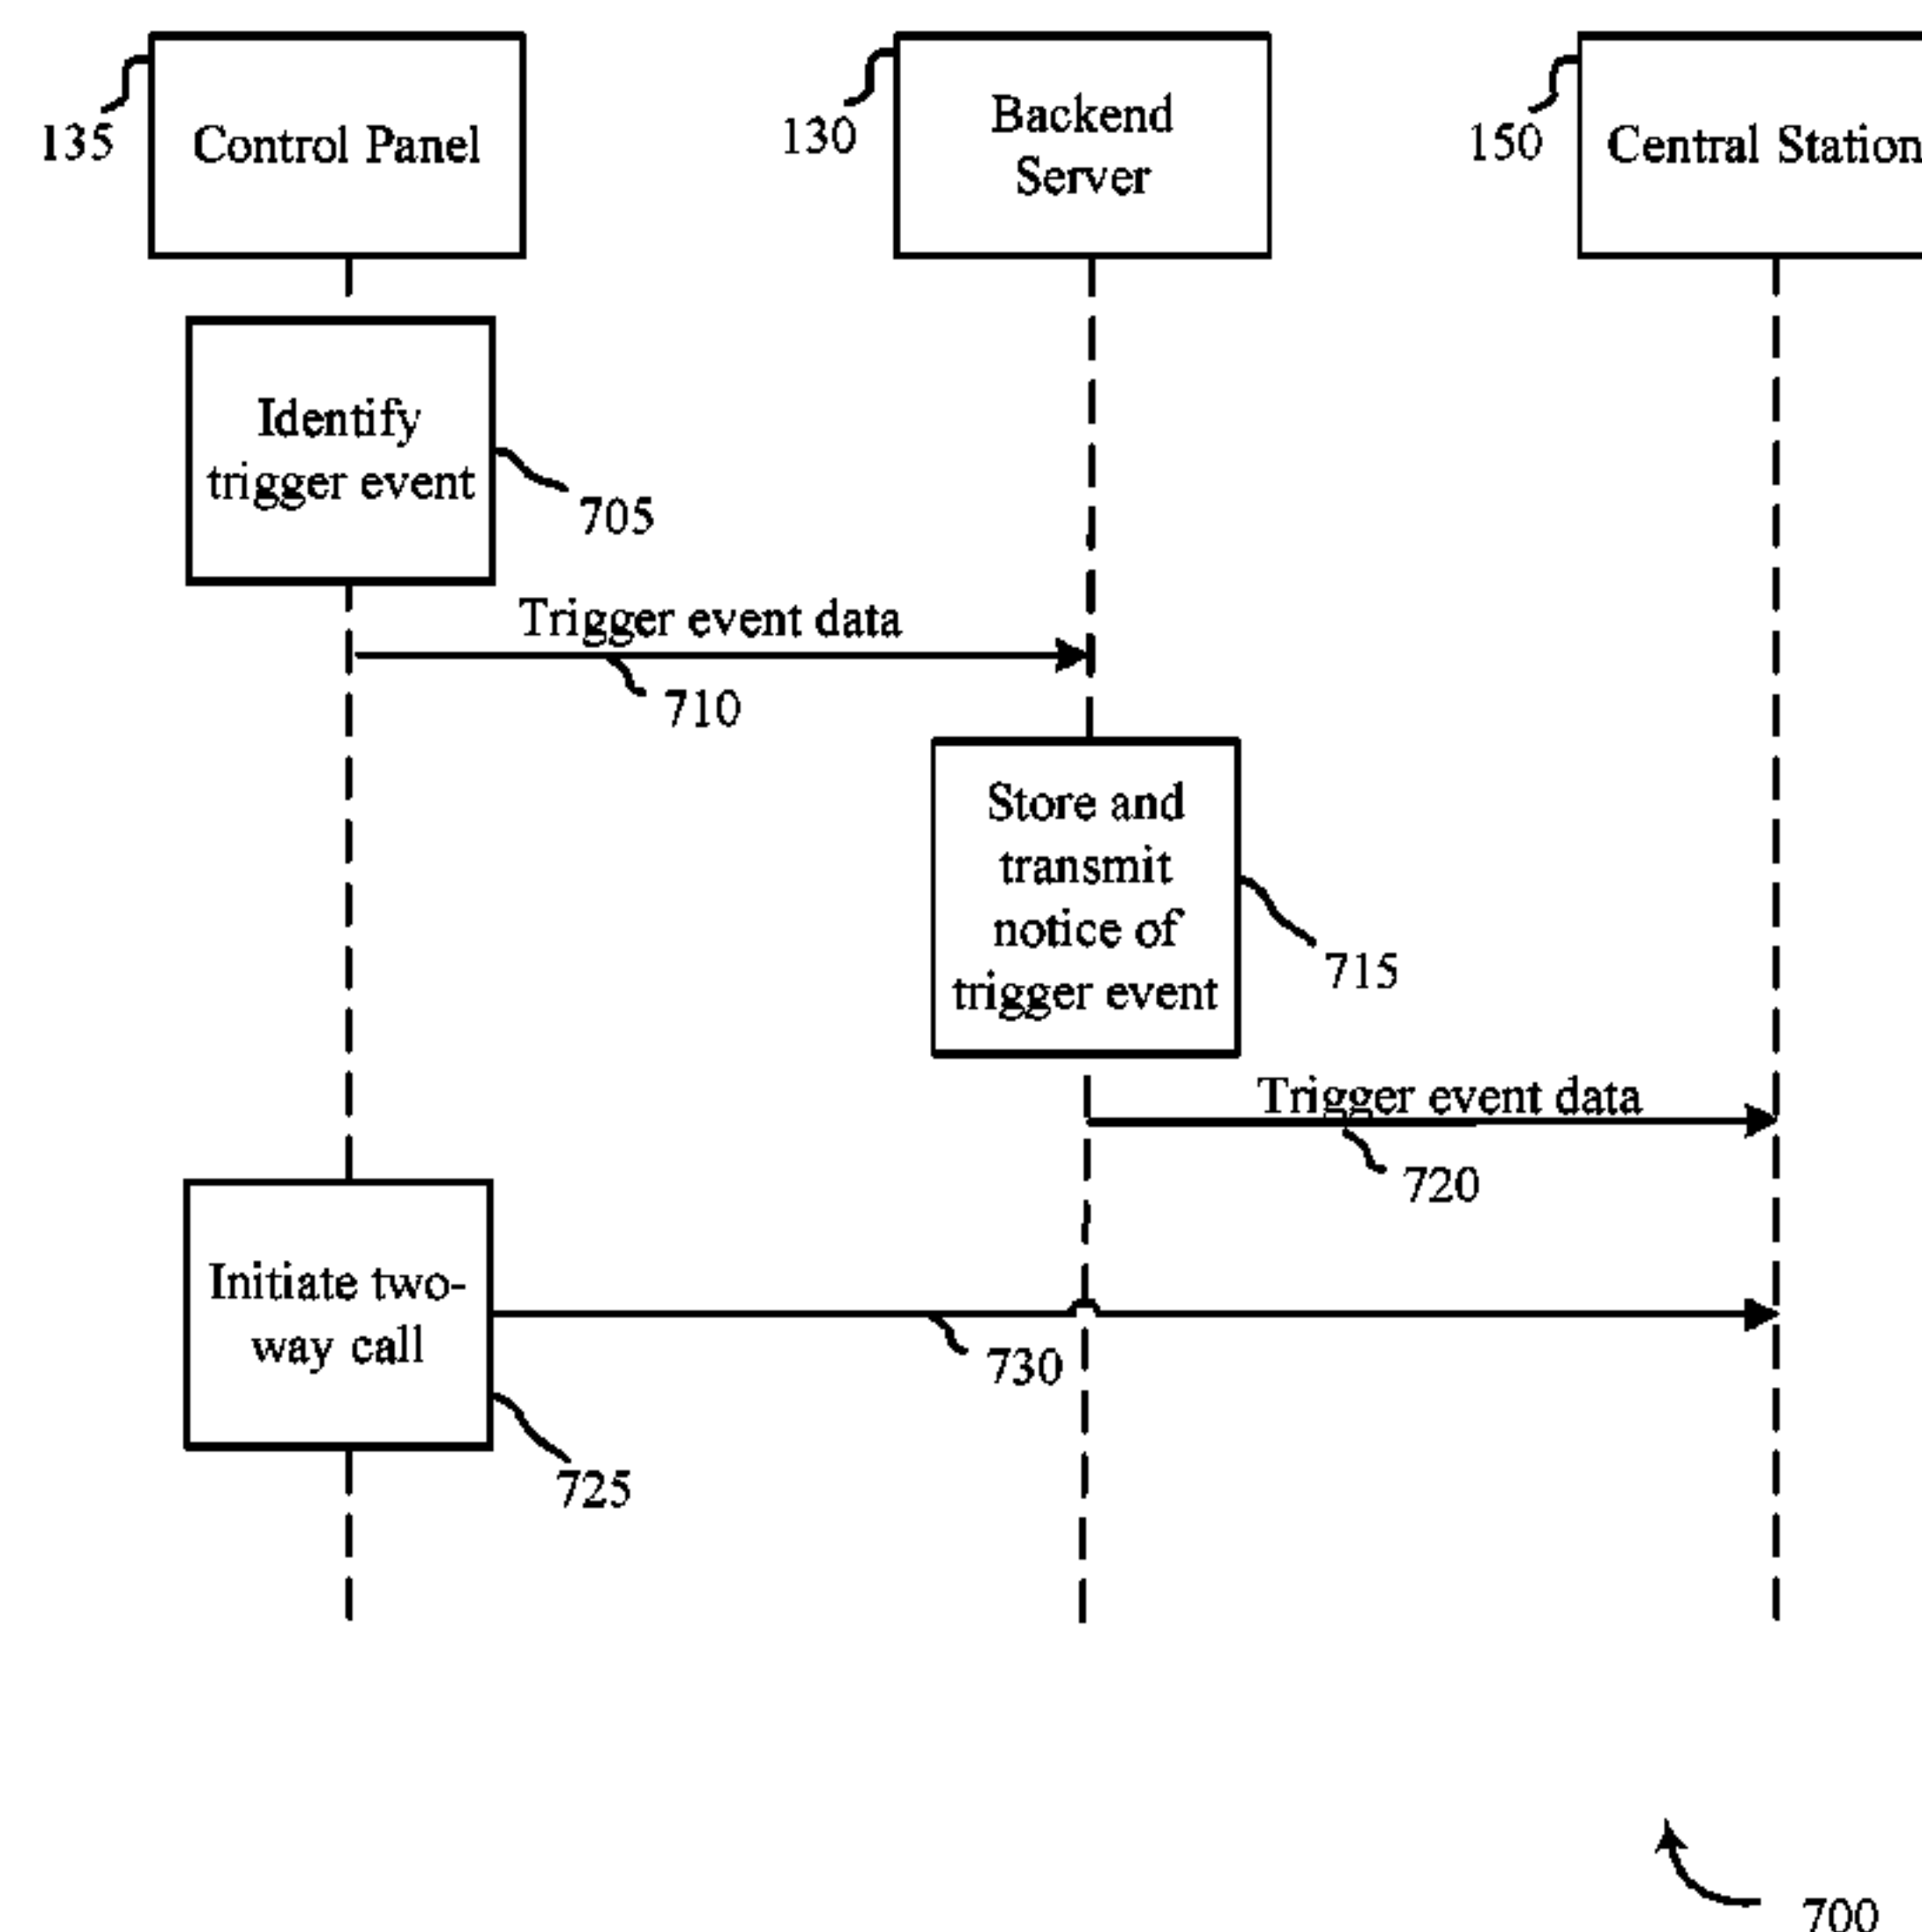 Control Panel
135
Backend
Server
130
Central Station
150
Identify
trigger event
705
Trigger event data
710
Store and
transmit
notice of
trigger event
715
Trigger event data
720
Initiate two-
way call
730
725
700